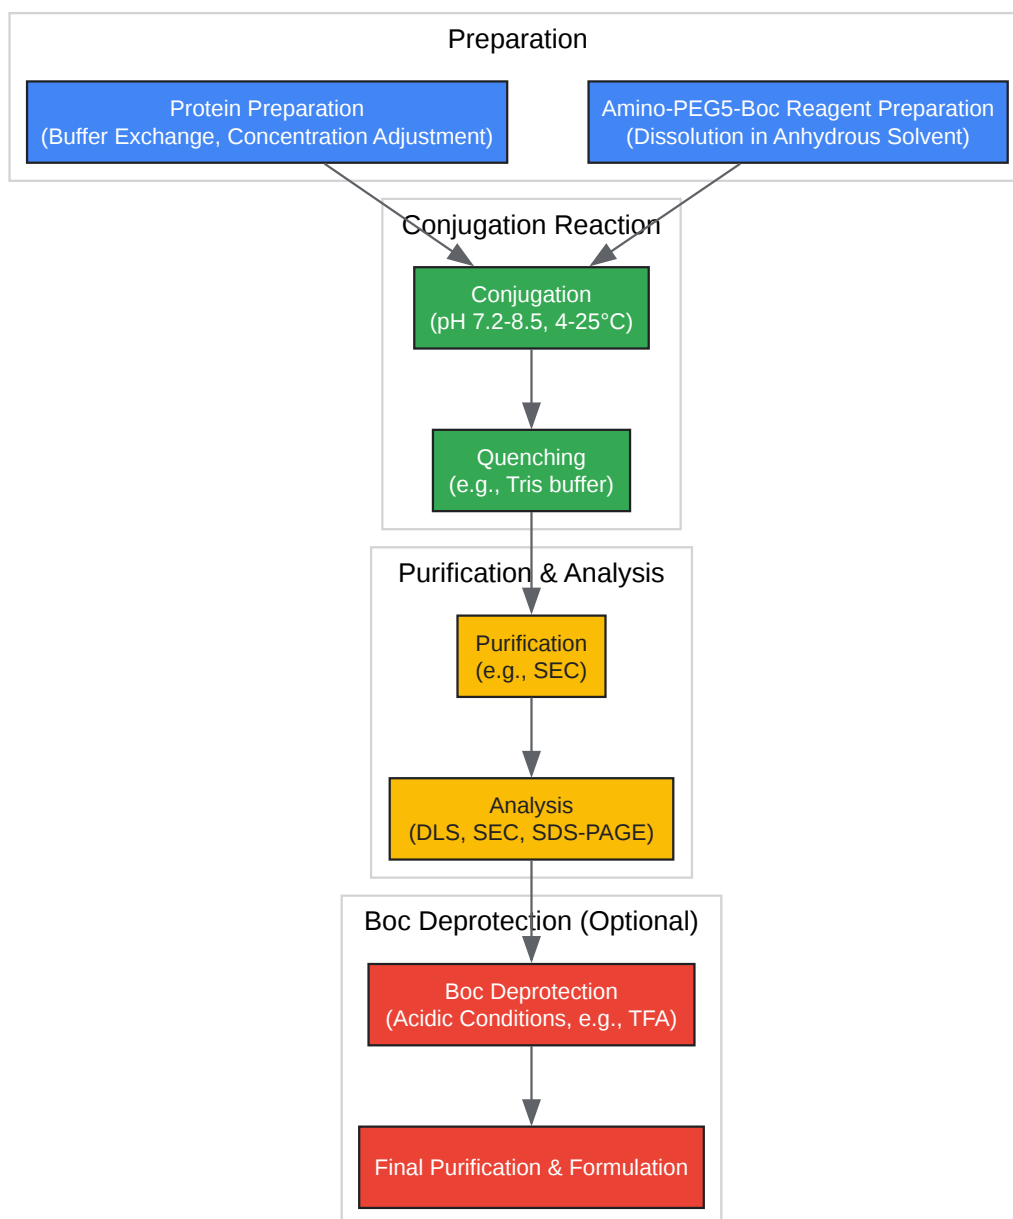 Preparation
Protein Preparation
(Buffer Exchange, Concentration Adjustment)
Amino-PEG5-Boc Reagent Preparation
(Dissolution in Anhydrous Solvent)
Conjugation Reaction
Conjugation
(pH 7.2-8.5, 4-25°C)
Quenching
(e.g., Tris buffer)
Purification & Analysis
Purification
(e.g., SEC)
Analysis
(DLS, SEC, SDS-PAGE)
Boc Deprotection (Optional)
Boc Deprotection
(Acidic Conditions, e.g., TFA)
Final Purification & Formulation